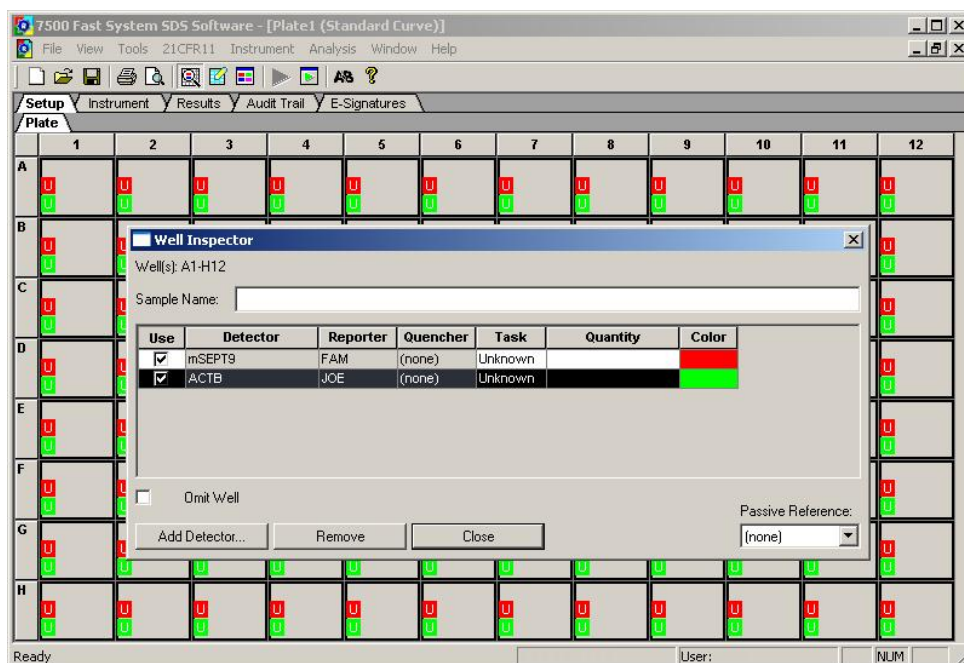 7500 Fast System SDS Software - [Plate1 (Standard Curve)]
File View Tools 21CFR11 Instrument Analysis Window Help
AB ?
Setup Instrument Results Audit Trail E-Signatures
Plate
1 2 3 4 5 6 7 8 9 10 11 12
A
U U U U U U U U U U U U
U U U U U U U U U U U U
B
Well Inspector
U U
U U
Well(s): A1-H12
C
Sample Name:
U U
U U
Use Detector Reporter Quencher Task Quantity Color
D
mSEPT9 FAM (none) Unknown
U U
ACTB JOE (none) Unknown
U U
E
U U
U U
F
U U
U U
Omit Well
Passive Reference:
G
Add Detector... Remove Close (none)
U U
U U U U U U U U U U U U
H
U U U U U U U U U U U U
U U U U U U U U U U U U
Ready User: NUM